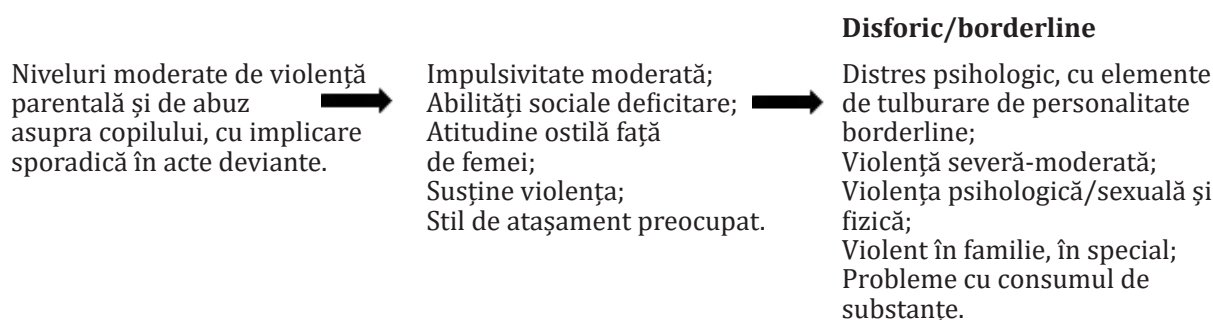 Disforic/borderline
Niveluri moderate de violență
parentală și de abuz
asupra copilului, cu implicare
sporadică în acte deviante.
Impulsivitate moderată;
Abilități sociale deficitare;
Atitudine ostilă față
de femei;
Susține violența;
Stil de atașament preocupat.
Distres psihologic, cu elemente
de tulburare de personalitate
borderline;
Violență severă-moderată;
Violența psihologică/sexuală și
fizică;
Violent în familie, în special;
Probleme cu consumul de
substanțe.